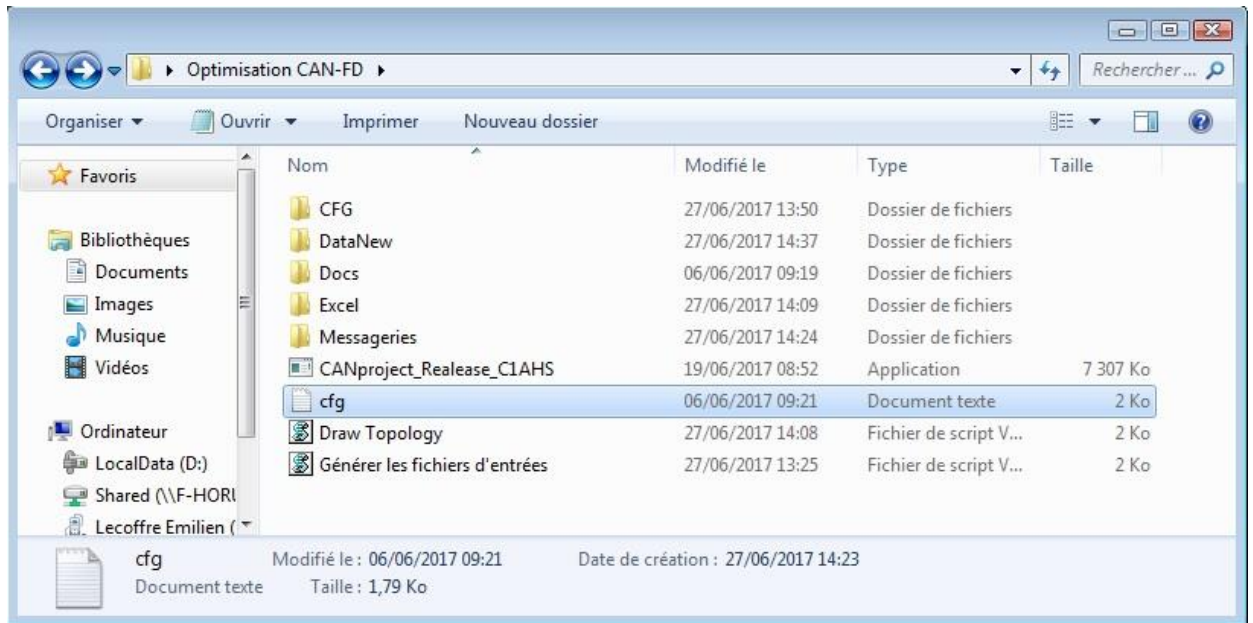 Optimisation CAN-FD
Rechercher ...
Organiser Ouvrir Imprimer Nouveau dossier
Favoris
Bibliothèques
Documents
Images
Musique
Vidéos
Ordinateur
LocalData (D:)
Shared (\\F-HORU
Lecoffre Emilien (
Nom Modifié le Type Taille
CFG 27/06/2017 13:50 Dossier de fichiers
DataNew 27/06/2017 14:37 Dossier de fichiers
Docs 06/06/2017 09:19 Dossier de fichiers
Excel 27/06/2017 14:09 Dossier de fichiers
Messageries 27/06/2017 14:24 Dossier de fichiers
CANproject_Realease_C1AHS 19/06/2017 08:52 Application 7 307 Ko
cfg 06/06/2017 09:21 Document texte 2 Ko
Draw Topology 27/06/2017 14:08 Fichier de script V... 2 Ko
Générer les fichiers d'entrées 27/06/2017 13:25 Fichier de script V... 2 Ko
cfg Modifié le : 06/06/2017 09:21 Date de création : 27/06/2017 14:23
Document texte Taille : 1,79 Ko